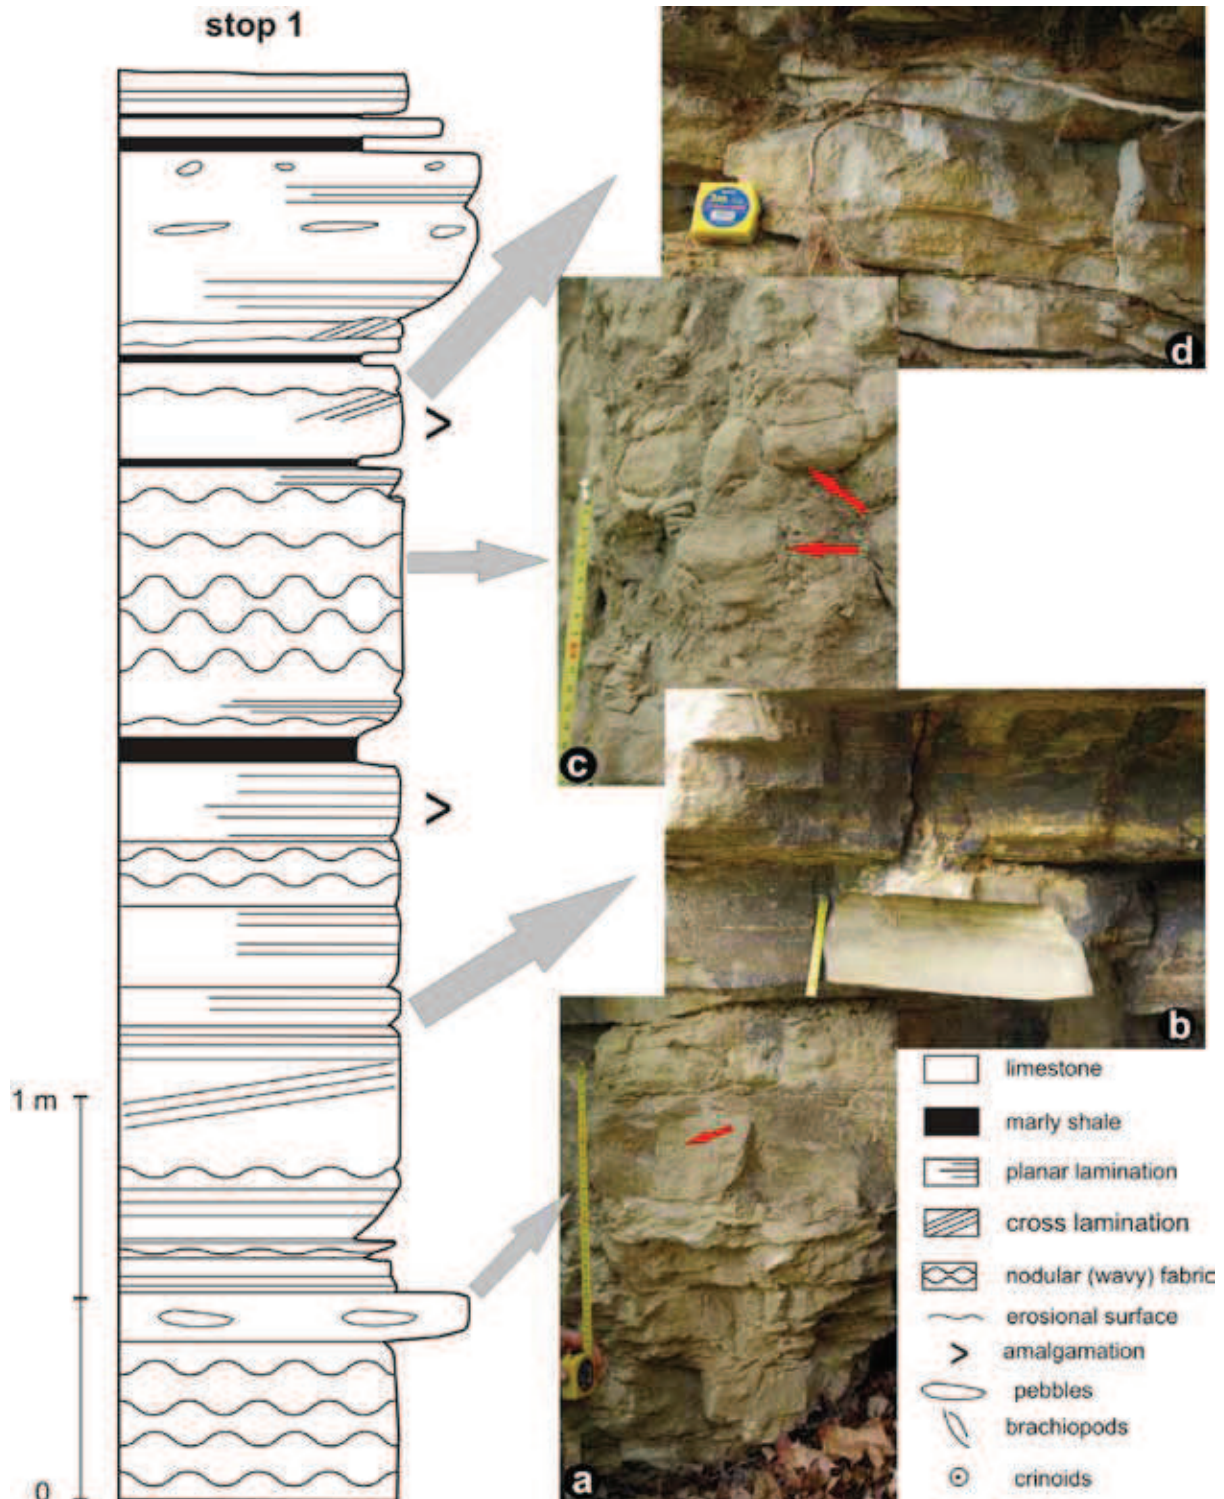 stop 1
>
>
1 m
0
d
c
b
a
limestone
marly shale
planar lamination
cross lamination
nodular (wavy) fabric
erosional surface
> amalgamation
pebbles
brachiopods
crinoids